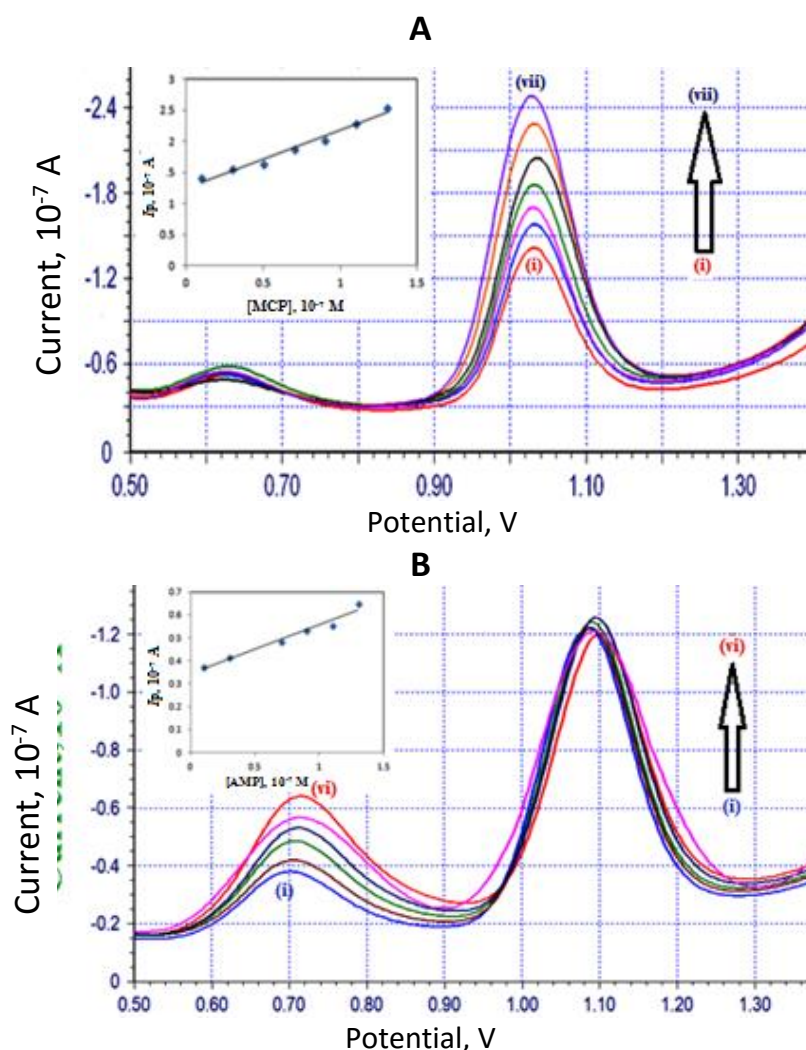 A
Current, 10⁻⁷ A
-2.4
-1.8
-1.2
-0.6
0
0.50
0.70
0.90
1.10
1.30
Potential, V
(vii)
(i)
(vii)
(i)
Ip, 10⁻⁷ A
3
2.5
2
1.5
1
0.5
0
0
0.5
1
1.5
[MCP], 10⁻⁷ M
B
Current, 10⁻⁷ A
-1.2
-1.0
-0.8
-0.6
-0.4
-0.2
0
0.50
0.60
0.70
0.80
0.90
1.00
1.10
1.20
1.30
Potential, V
(vi)
(i)
(vi)
(i)
Ip, 10⁻⁷ A
0.7
0.6
0.5
0.4
0.3
0.2
0.1
0
0
0.5
1
1.5
[AMP], 10⁻⁷ M